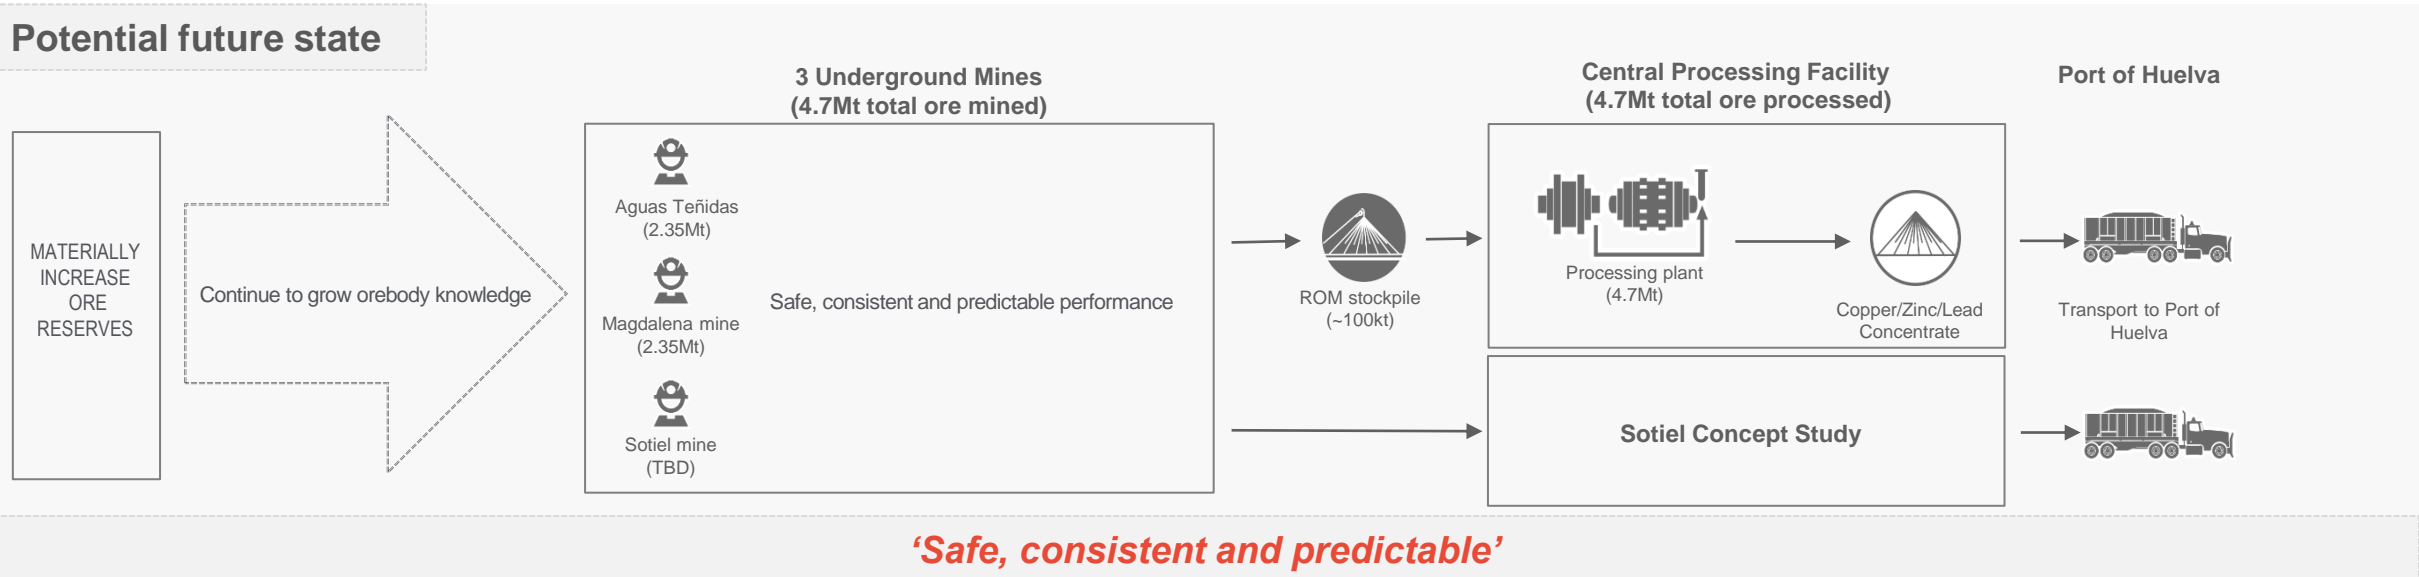 Potential future state
3 Underground Mines
(4.7Mt total ore mined)
Central Processing Facility
(4.7Mt total ore processed)
Port of Huelva
MATERIALLY
INCREASE
ORE
RESERVES
Continue to grow orebody knowledge
Aguas Teñidas
(2.35Mt)
Magdalena mine
(2.35Mt)
Sotiel mine
(TBD)
Safe, consistent and predictable performance
ROM stockpile
(~100kt)
Processing plant
(4.7Mt)
Copper/Zinc/Lead
Concentrate
Transport to Port of
Huelva
Sotiel Concept Study
‘Safe, consistent and predictable’